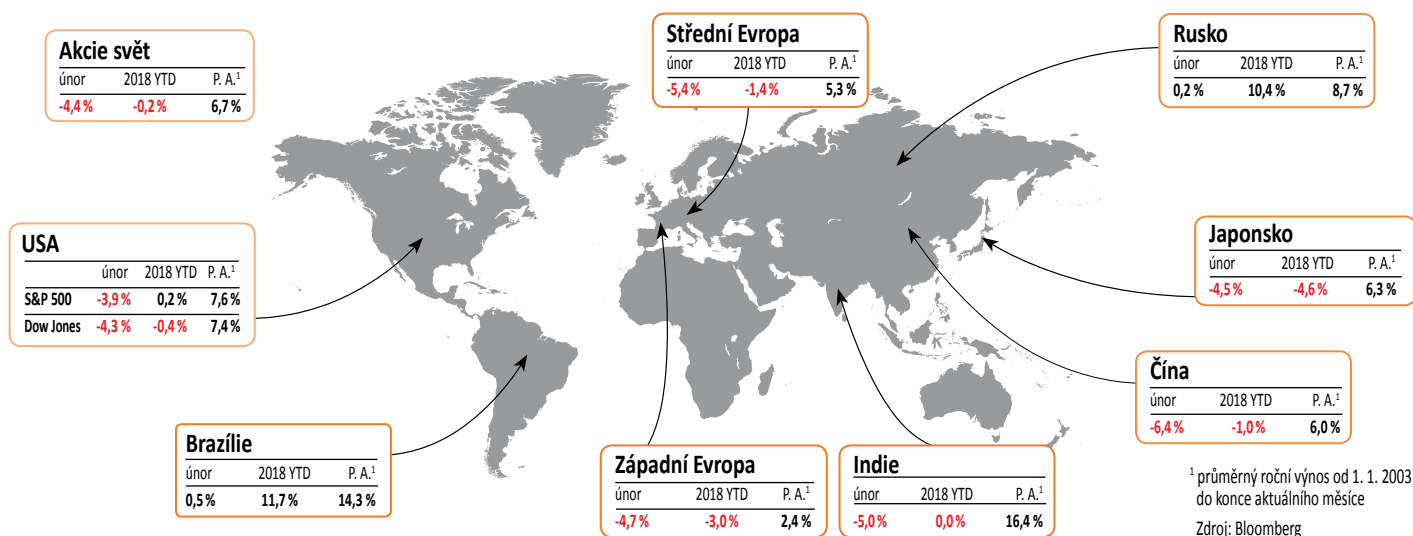 Akcie svět
únor 2018 YTD P. A.¹
-4,4 % -0,2 % 6,7 %
Střední Evropa
únor 2018 YTD P. A.¹
-5,4 % -1,4 % 5,3 %
Rusko
únor 2018 YTD P. A.¹
0,2 % 10,4 % 8,7 %
USA
únor 2018 YTD P. A.¹
S&P 500 -3,9 % 0,2 % 7,6 %
Dow Jones -4,3 % -0,4 % 7,4 %
Japonsko
únor 2018 YTD P. A.¹
-4,5 % -4,6 % 6,3 %
Čína
únor 2018 YTD P. A.¹
-6,4 % -1,0 % 6,0 %
Brazílie
únor 2018 YTD P. A.¹
0,5 % 11,7 % 14,3 %
Západní Evropa
únor 2018 YTD P. A.¹
-4,7 % -3,0 % 2,4 %
Indie
únor 2018 YTD P. A.¹
-5,0 % 0,0 % 16,4 %
¹ průměrný roční výnos od 1. 1. 2003
do konce aktuálního měsíce
Zdroj: Bloomberg